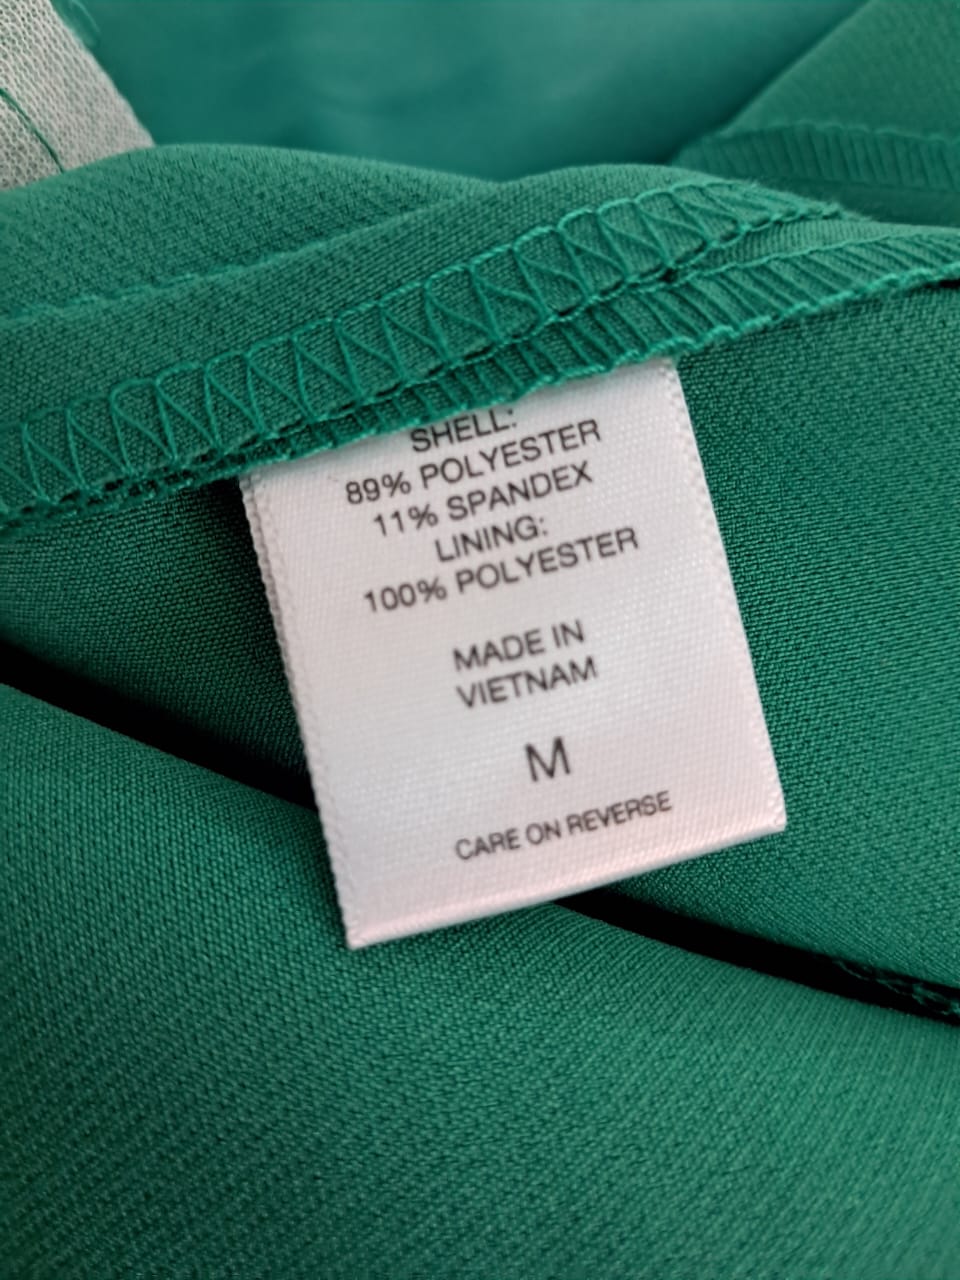 SHELL:
89% POLYESTER
11% SPANDEX
LINING:
100% POLYESTER
MADE IN
VIETNAM
M
CARE ON REVERSE